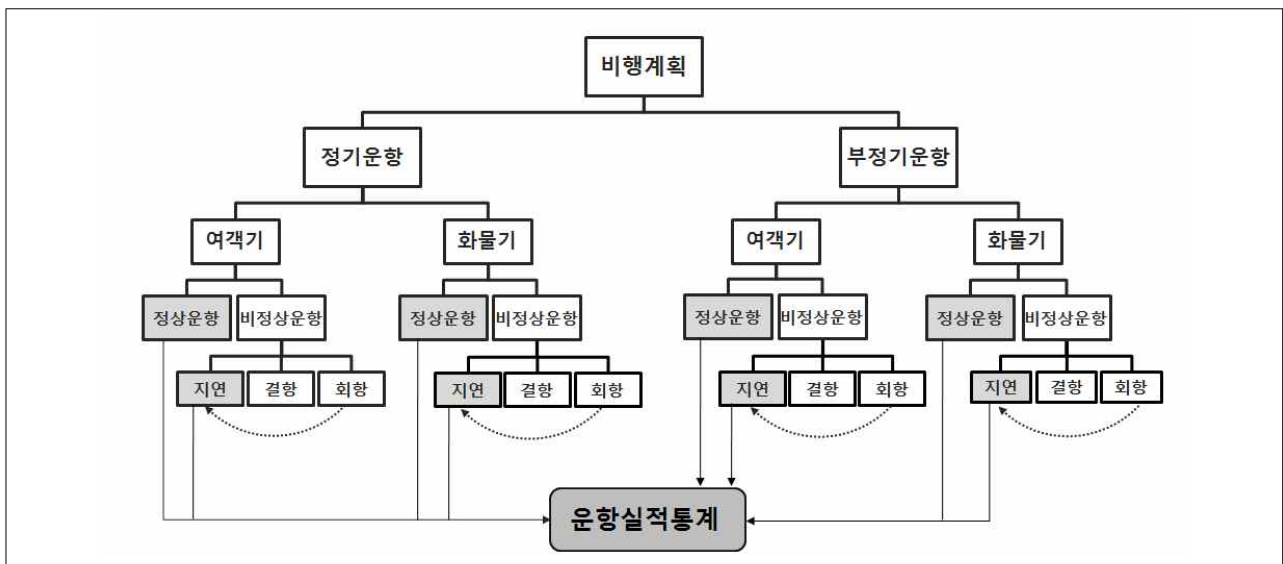 비행계획
정기운항
부정기운항
여객기
화물기
여객기
화물기
정상운항
비정상운항
정상운항
비정상운항
정상운항
비정상운항
정상운항
비정상운항
지연
결항
회항
지연
결항
회항
지연
결항
회항
지연
결항
회항
운항실적통계